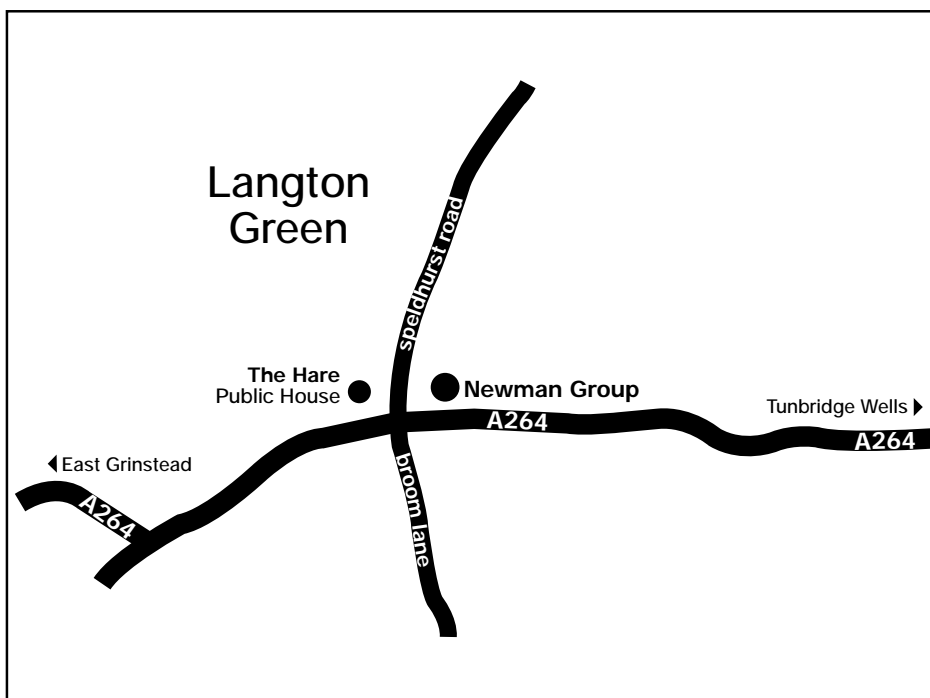 Langton
Green
speldhurst road
The Hare
Public House
Newman Group
A264
Tunbridge Wells
A264
East Grinstead
A264
broom lane